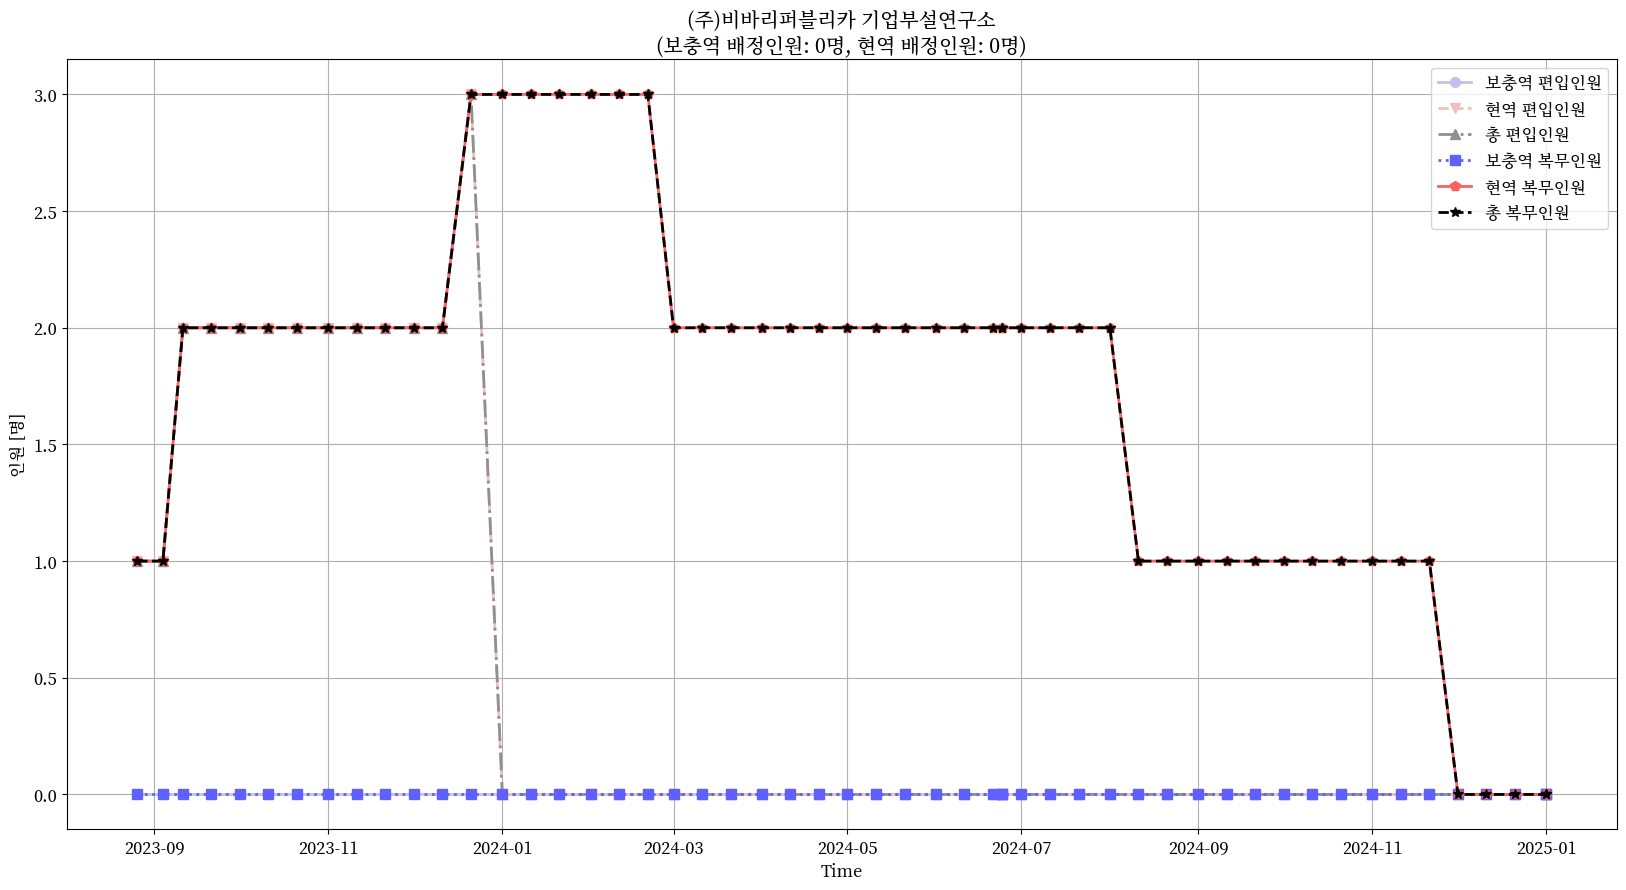 (주)비바리퍼블리카 기업부설연구소
(보충역 배정인원: 0명, 현역 배정인원: 0명)
보충역 편입인원
현역 편입인원
총 편입인원
보충역 복무인원
현역 복무인원
총 복무인원
3.0
2.5
2.0
1.5
1.0
0.5
0.0
인원 [명]
2023-09
2023-11
2024-01
2024-03
2024-05
2024-07
2024-09
2024-11
2025-01
Time